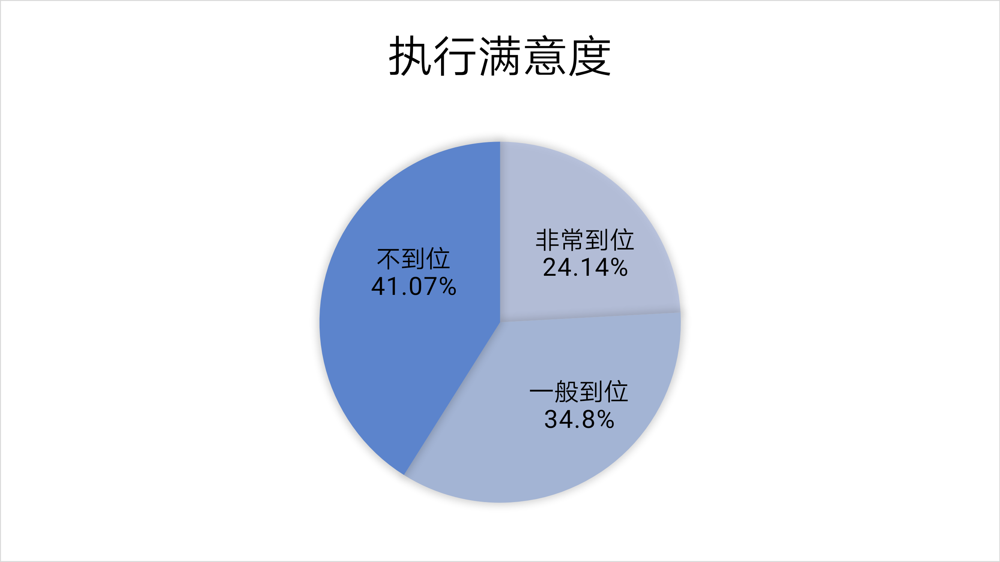 执行满意度
非常到位
24.14%
不到位
41.07%
一般到位
34.8%